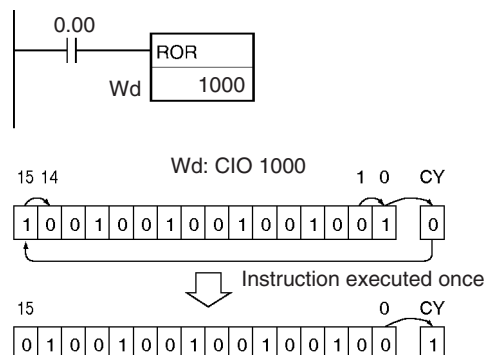 0.00
ROR
Wd 1000
Wd: CIO 1000
15 14 1 0 CY
1 0 0 1 0 0 1 0 0 1 0 0 1 0 0 1 0
Instruction executed once
15 0 CY
0 1 0 0 1 0 0 1 0 0 1 0 0 1 0 0 1